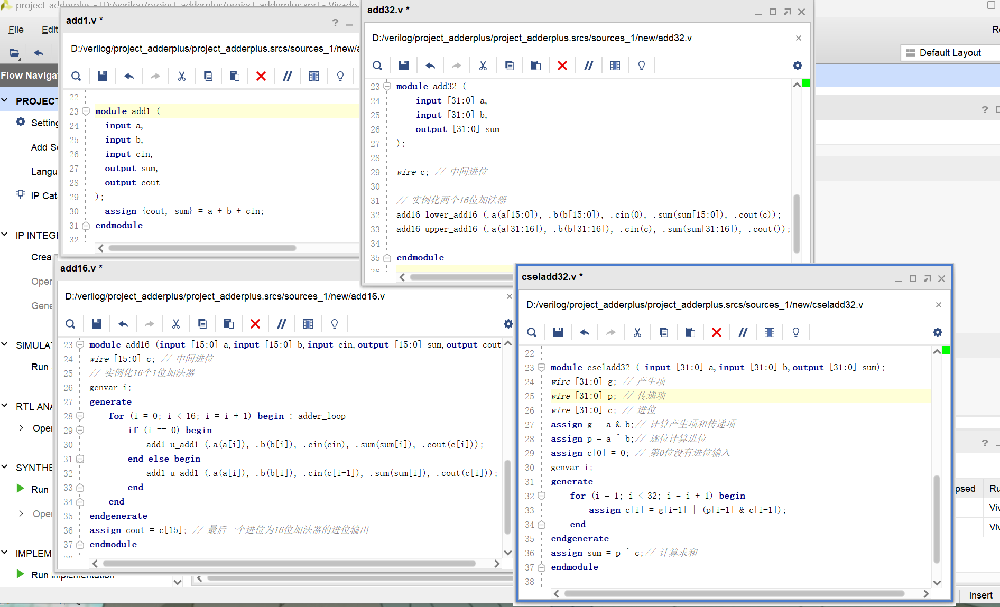 project_adderplus - [D:/verilog/project_adderplus/project_adderplus.xpr] - Vivado
File
Edit
Default Layout
Flow Naviga
PROJECT
Setting
Add So
Langu
IP Cat
IP INTEG
Crea
Oper
Gene
SIMULAT
Run
RTL ANA
Oper
SYNTHE
Run
Oper
IMPLEM
Run Implementation
add1.v *
D:/verilog/project_adderplus/project_adderplus.srcs/sources_1/new/a
22
23 module add1 (
24 input a,
25 input b,
26 input cin,
27 output sum,
28 output cout
29 );
30 assign {cout, sum} = a + b + cin;
31 endmodule
32
add32.v *
D:/verilog/project_adderplus/project_adderplus.srcs/sources_1/new/add32.v
23 module add32 (
24 input [31:0] a,
25 input [31:0] b,
26 output [31:0] sum
27 );
28
29 wire c; // 中间进位
30
31 // 实例化两个16位加法器
32 add16 lower_add16 (.a(a[15:0]), .b(b[15:0]), .cin(0), .sum(sum[15:0]), .cout(c));
33 add16 upper_add16 (.a(a[31:16]), .b(b[31:16]), .cin(c), .sum(sum[31:16]), .cout());
34
35 endmodule
36
add16.v *
D:/verilog/project_adderplus/project_adderplus.srcs/sources_1/new/add16.v
23 module add16 (input [15:0] a,input [15:0] b,input cin,output [15:0] sum,output cout
24 wire [15:0] c; // 中间进位
25 // 实例化16个1位加法器
26 genvar i;
27 generate
28 for (i = 0; i < 16; i = i + 1) begin : adder_loop
29 if (i == 0) begin
30 add1 u_add1 (.a(a[i]), .b(b[i]), .cin(cin), .sum(sum[i]), .cout(c[i]));
31 end else begin
32 add1 u_add1 (.a(a[i]), .b(b[i]), .cin(c[i-1]), .sum(sum[i]), .cout(c[i]));
33 end
34 end
35 endgenerate
36 assign cout = c[15]; // 最后一个进位为16位加法器的进位输出
37 endmodule
cseladd32.v *
D:/verilog/project_adderplus/project_adderplus.srcs/sources_1/new/cseladd32.v
22
23 module cseladd32 ( input [31:0] a,input [31:0] b,output [31:0] sum);
24 wire [31:0] g; // 产生项
25 wire [31:0] p; // 传递项
26 wire [31:0] c; // 进位
27 assign g = a & b;// 计算产生项和传递项
28 assign p = a ^ b;// 逐位计算进位
29 assign c[0] = 0; // 第0位没有进位输入
30 genvar i;
31 generate
32 for (i = 1; i < 32; i = i + 1) begin
33 assign c[i] = g[i-1] | (p[i-1] & c[i-1]);
34 end
35 endgenerate
36 assign sum = p ^ c;// 计算求和
37 endmodule
38
psed
Ru
Viv
Viv
Insert